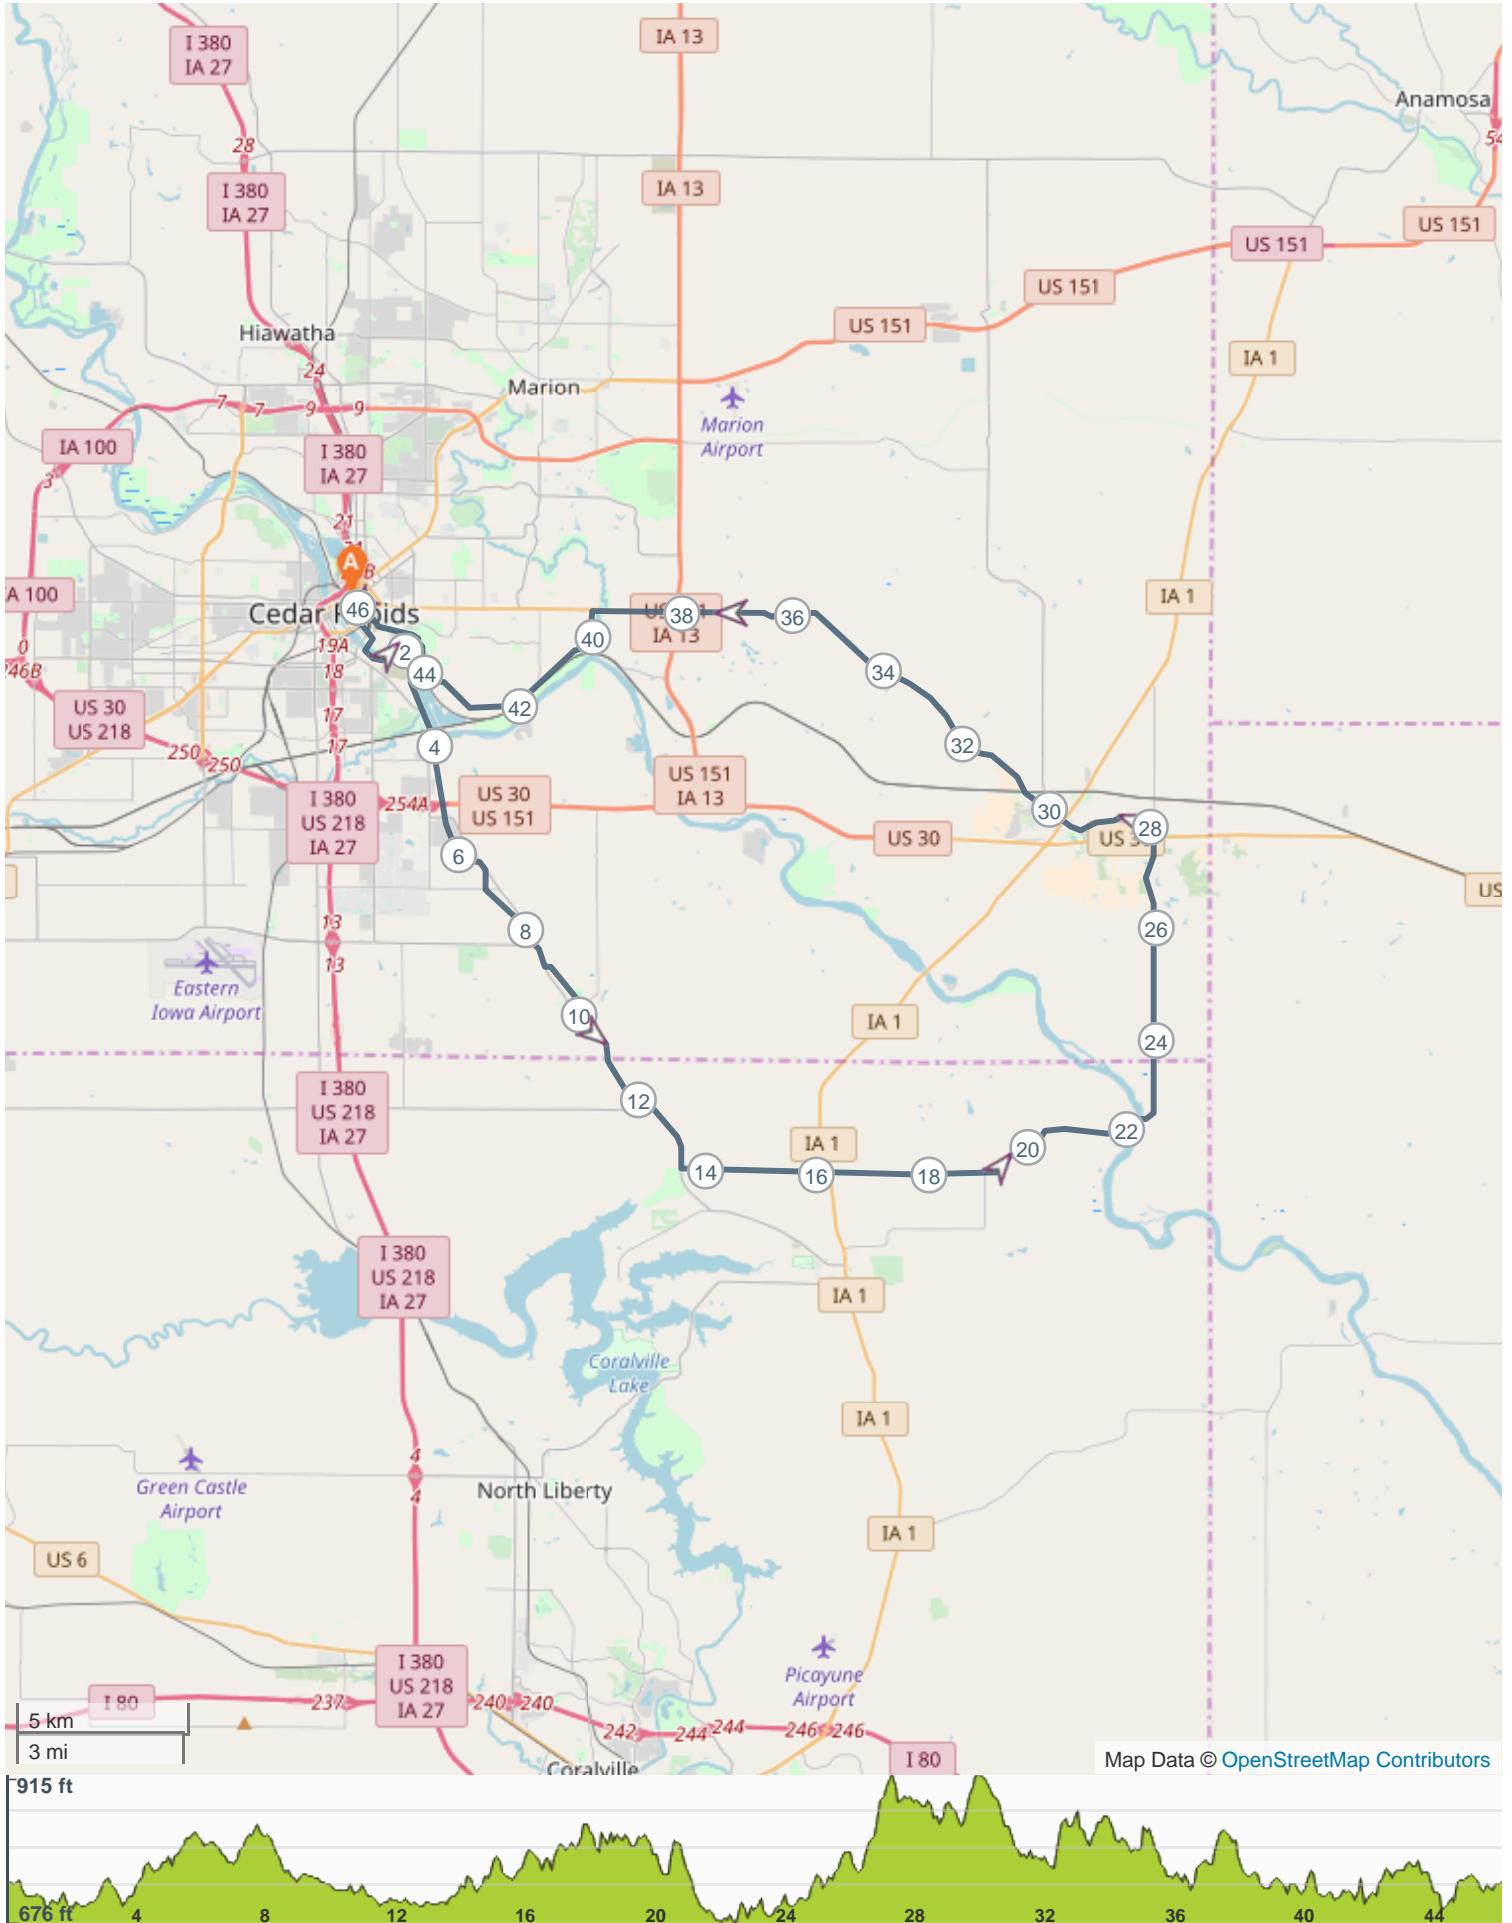 I 380
IA 27
IA 13
Anamosa
54
28
I 380
IA 27
IA 13
US 151
US 151
US 151
US 151
Hiawatha
IA 1
24
Marion
7
7
9
9
Marion
Airport
IA 100
3
I 380
IA 27
21
A
B
A 100
IA 1
Cedar R pids
46
38
36
IA 13
40
0
246B
19A
2
44
34
18
US 30
US 218
17
42
250
250
17
4
32
I 380
US 218
IA 27
254A
US 30
US 151
US 151
IA 13
30
28
US 30
US 3
6
US
8
26
13
13
Eastern
Iowa Airport
10
IA 1
24
I 380
US 218
IA 27
12
22
IA 1
20
14
16
18
I 380
US 218
IA 27
IA 1
Coralville
Lake
IA 1
4
4
Green Castle
Airport
North Liberty
IA 1
US 6
I 380
US 218
IA 27
Picayune
Airport
I 80
237
240
240
242
244
244
246
246
I 80
5 km
3 mi
Coralville
Map Data © OpenStreetMap Contributors
915 ft
676 ft
4
8
12
16
20
24
28
32
36
40
44